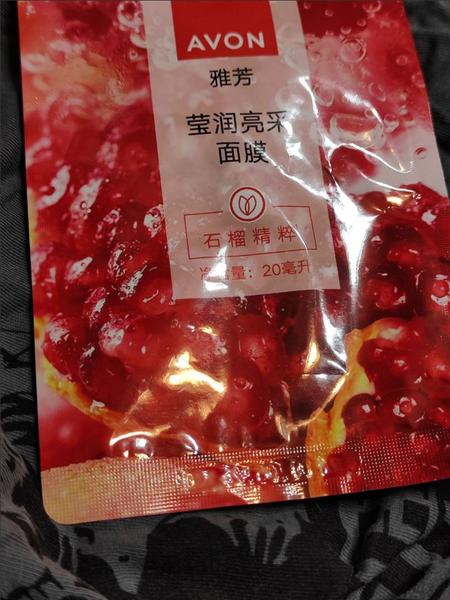 AVON
雅芳
莹润亮采
面膜
石榴精粹
净含量：20毫升